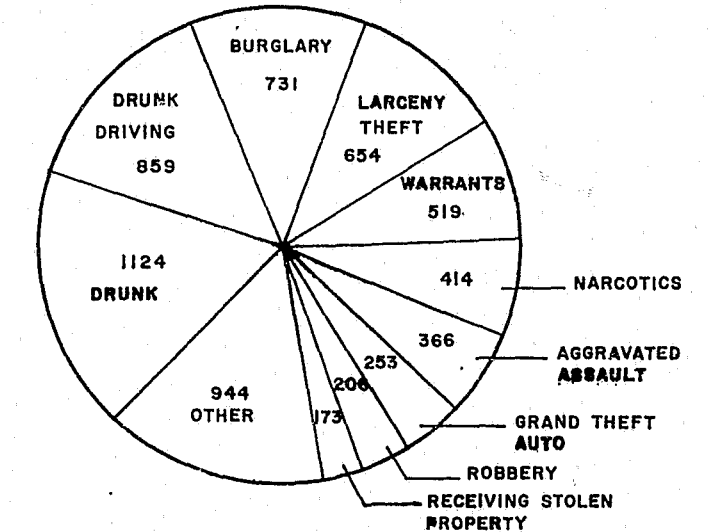 BURGLARY
731
LARCENY
THEFT
654
WARRANTS
519
414
NARCOTICS
366
AGGRAVATED
ASSAULT
253
GRAND THEFT
AUTO
206
ROBBERY
173
RECEIVING STOLEN
PROPERTY
944
OTHER
1124
DRUNK
DRUNK
DRIVING
859